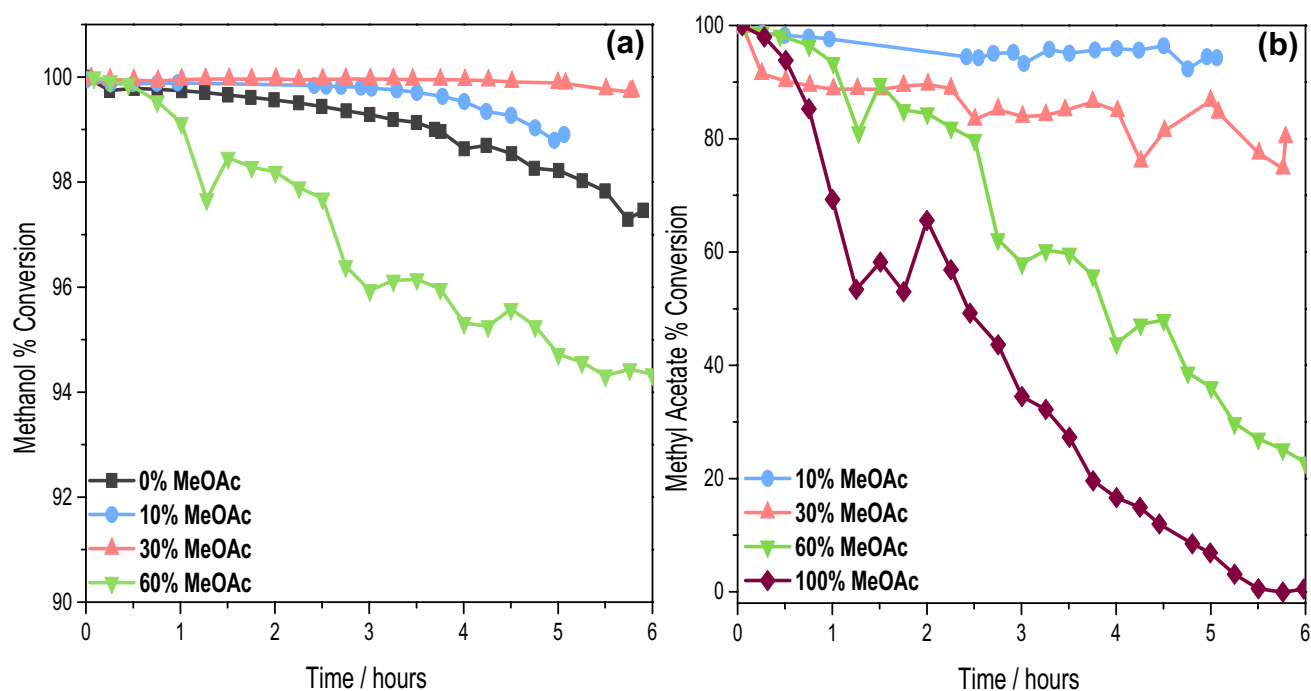 (a)
Methanol % Conversion
100
98
96
94
92
90
0% MeOAc
10% MeOAc
30% MeOAc
60% MeOAc
0 1 2 3 4 5 6
Time / hours
(b)
Methyl Acetate % Conversion
100
80
60
40
20
0
10% MeOAc
30% MeOAc
60% MeOAc
100% MeOAc
0 1 2 3 4 5 6
Time / hours